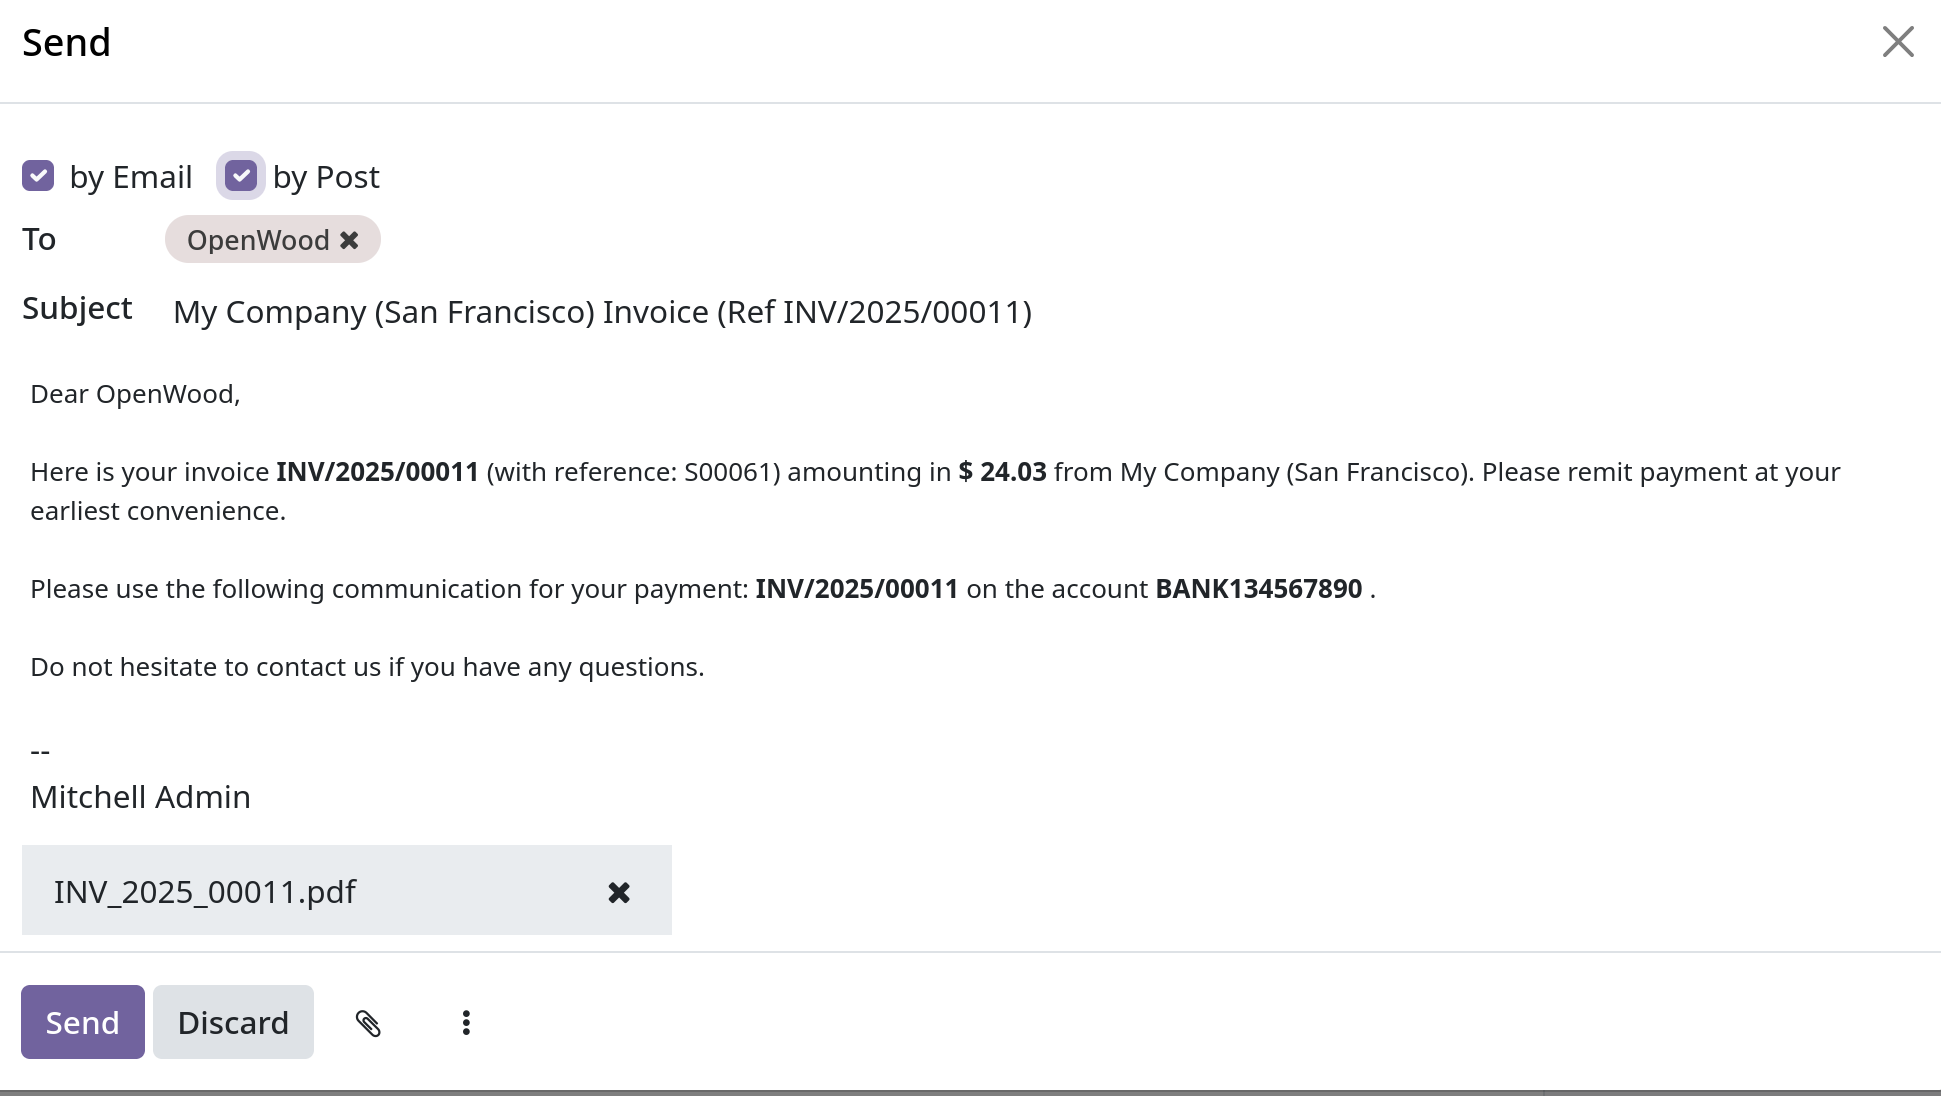 Send
by Email by Post
To OpenWood
Subject My Company (San Francisco) Invoice (Ref INV/2025/00011)
Dear OpenWood,
Here is your invoice INV/2025/00011 (with reference: S00061) amounting in $ 24.03 from My Company (San Francisco). Please remit payment at your
earliest convenience.
Please use the following communication for your payment: INV/2025/00011 on the account BANK134567890 .
Do not hesitate to contact us if you have any questions.
--
Mitchell Admin
INV_2025_00011.pdf
Send Discard